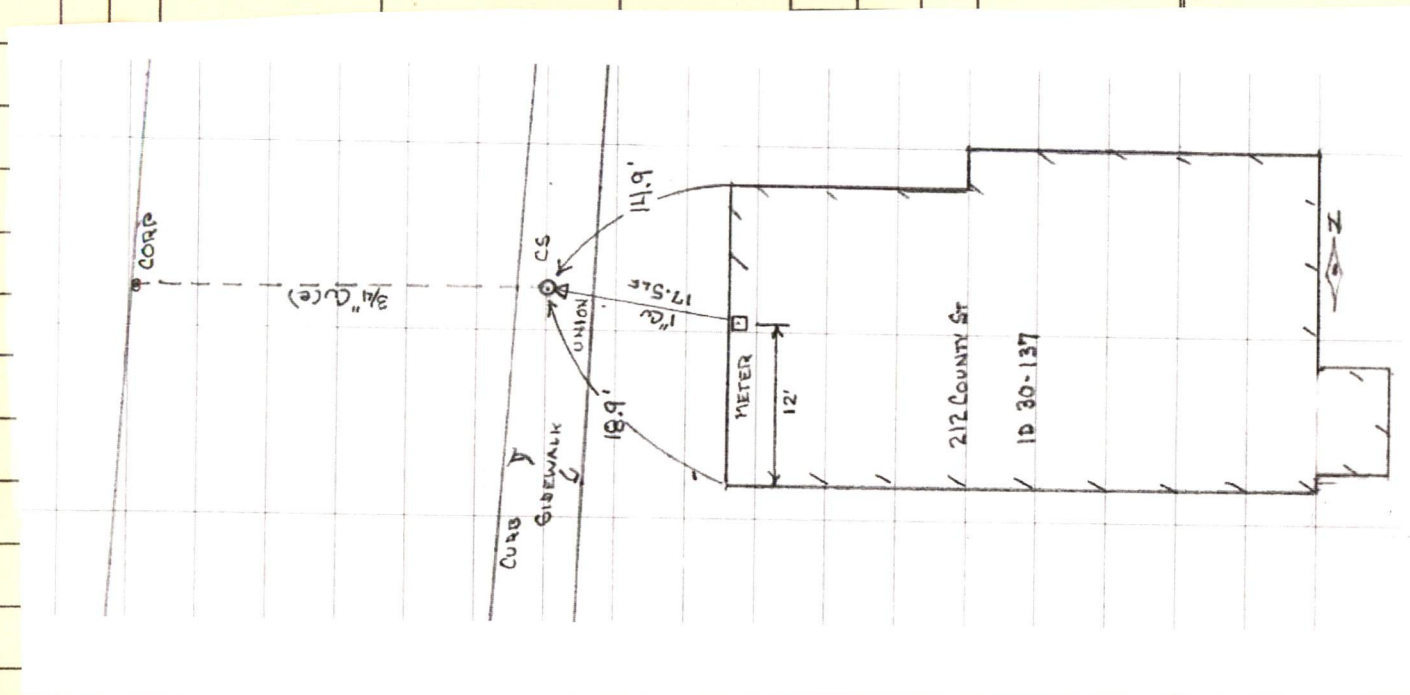 CORP
3/4" CU (E)
CS
14.9'
UNION
17.5 LF
1" CU
18.9'
METER
12'
CURB
SIDEWALK
212 COUNTY ST
ID 30-137
N